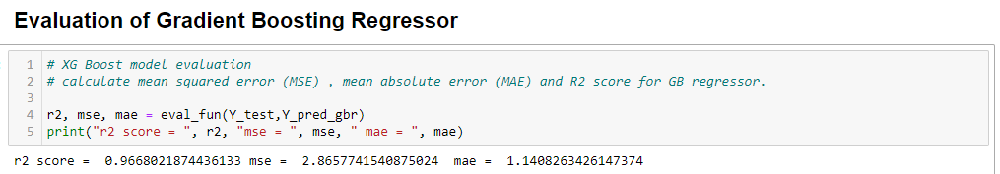 Evaluation of Gradient Boosting Regressor
1 # XG Boost model evaluation
2 # calculate mean squared error (MSE) , mean absolute error (MAE) and R2 score for GB regressor.
3
4 r2, mse, mae = eval_fun(Y_test,Y_pred_gbr)
5 print("r2 score = ", r2, "mse = ", mse, " mae = ", mae)
r2 score =  0.9668021874436133 mse =  2.8657741540875024  mae =  1.1408263426147374